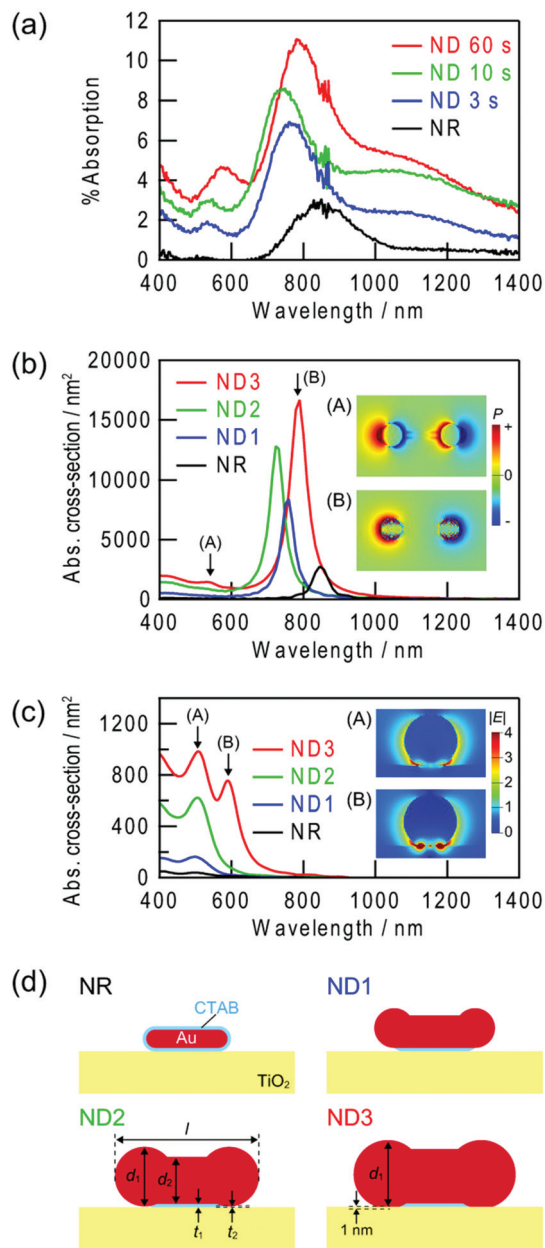 (a)
12
10
8
6
4
2
0
% Absorption
ND 60 s
ND 10 s
ND 3 s
NR
400 600 800 1000 1200 1400
Wavelength / nm
(b)
20000
15000
10000
5000
0
Abs. cross-section / nm²
ND3
ND2
ND1
NR
(A)
(B)
(A)
(B)
P
+
0
-
400 600 800 1000 1200 1400
Wavelength / nm
(c)
1200
900
600
300
0
Abs. cross-section / nm²
(A)
(B)
ND3
ND2
ND1
NR
(A)
(B)
|E|
4
3
2
1
0
400 600 800 1000 1200 1400
Wavelength / nm
(d)
NR
CTAB
Au
TiO₂
ND1
ND2
l
d₁
d₂
t₁
t₂
ND3
d₁
1 nm